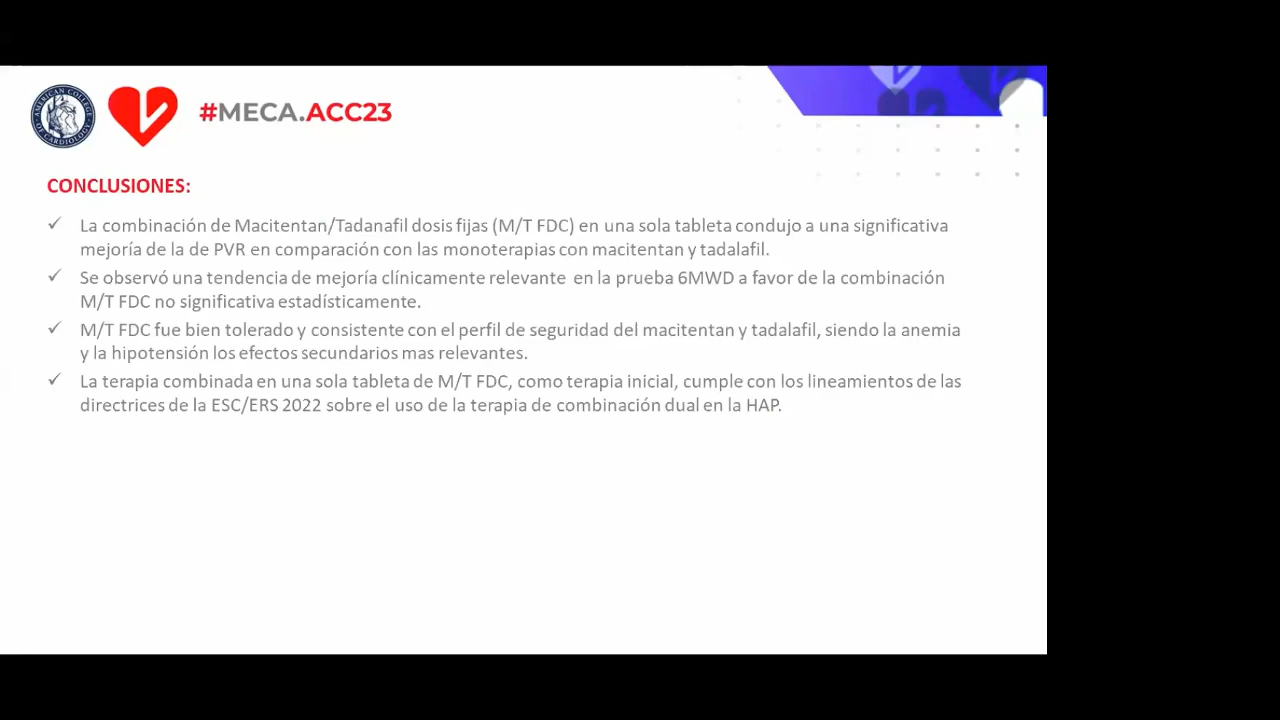 AMERICAN COLLEGE OF CARDIOLOGY
#MECA.ACC23
CONCLUSIONES:
✓ La combinación de Macitentan/Tadanafil dosis fijas (M/T FDC) en una sola tableta condujo a una significativa
mejoría de la de PVR en comparación con las monoterapias con macitentan y tadalafil.
✓ Se observó una tendencia de mejoría clínicamente relevante en la prueba 6MWD a favor de la combinación
M/T FDC no significativa estadísticamente.
✓ M/T FDC fue bien tolerado y consistente con el perfil de seguridad del macitentan y tadalafil, siendo la anemia
y la hipotensión los efectos secundarios mas relevantes.
✓ La terapia combinada en una sola tableta de M/T FDC, como terapia inicial, cumple con los lineamientos de las
directrices de la ESC/ERS 2022 sobre el uso de la terapia de combinación dual en la HAP.